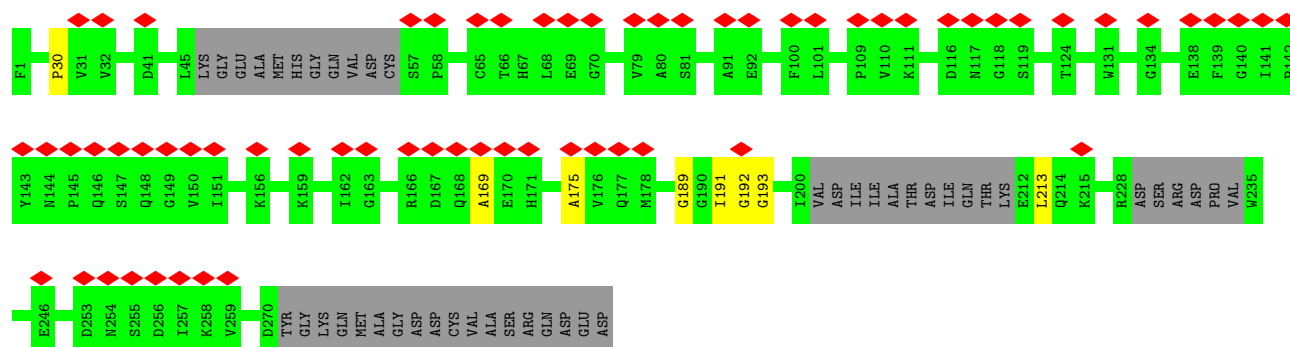 F1 P30 V31 V32 D41 L45 LYS GLY GLU ALA MET HIS GLY GLN VAL ASP CYS S57 P58 C65 T66 H67 L68 E69 G70 V79 A80 S81 A91 E92 F100 L101 P109 V110 K111 D116 N117 G118 S119 T124 W131 G134 E138 F139 G140 I141 P142
Y143 N144 P145 Q146 S147 Q148 G149 V150 I151 K156 K159 I162 G163 R166 D167 Q168 A169 E170 H171 A175 V176 Q177 M178 G189 G190 I191 G192 G193 I200 VAL ASP ILE ILE ALA THR ASP ILE GLN THR LYS E212 L213 Q214 K215 R228 ASP SER ARG ASP PRO VAL W235
E246 D253 N254 S255 D256 I257 K258 V259 D270 TYR GLY LYS GLN MET ALA GLY ASP ASP CYS VAL ALA SER ARG GLN ASP GLU ASP